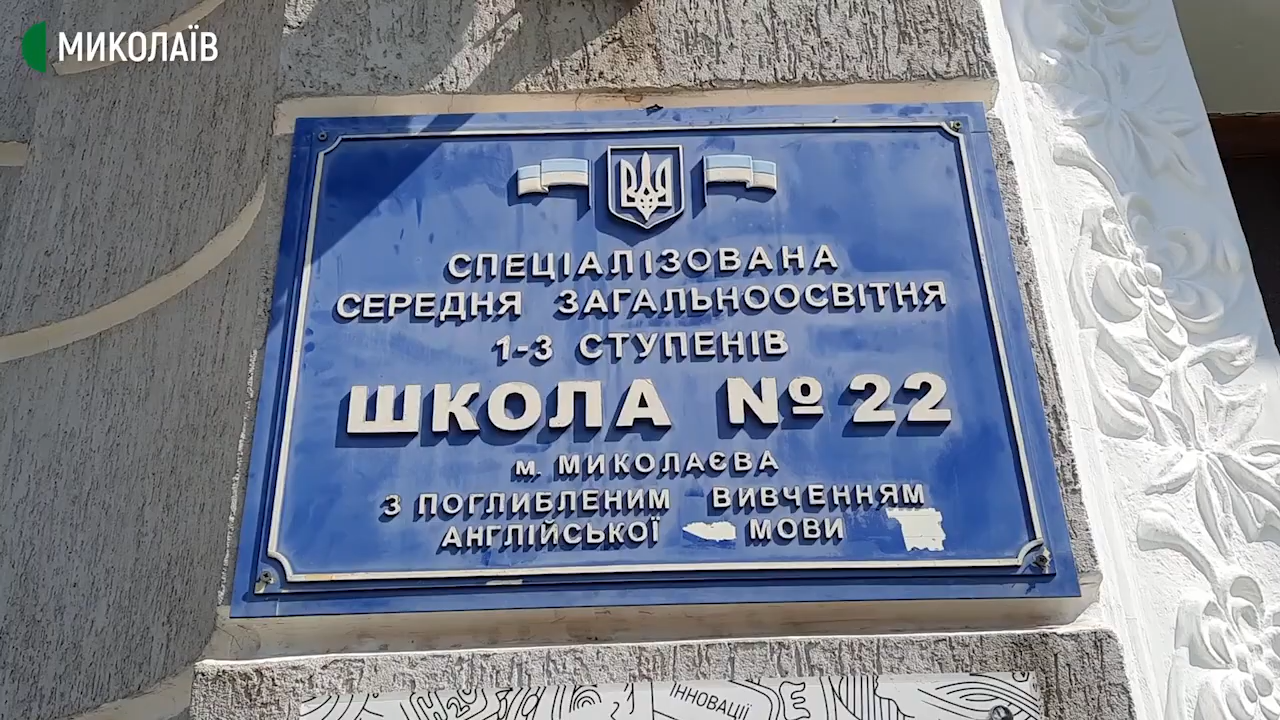 МИКОЛАЇВ
СПЕЦІАЛІЗОВАНА
СЕРЕДНЯ ЗАГАЛЬНООСВІТНЯ
1-3 СТУПЕНІВ
ШКОЛА № 22
м. МИКОЛАЄВА
З ПОГЛИБЛЕНИМ ВИВЧЕННЯМ
АНГЛІЙСЬКОЇ МОВИ
ІННОВАЦІЇ